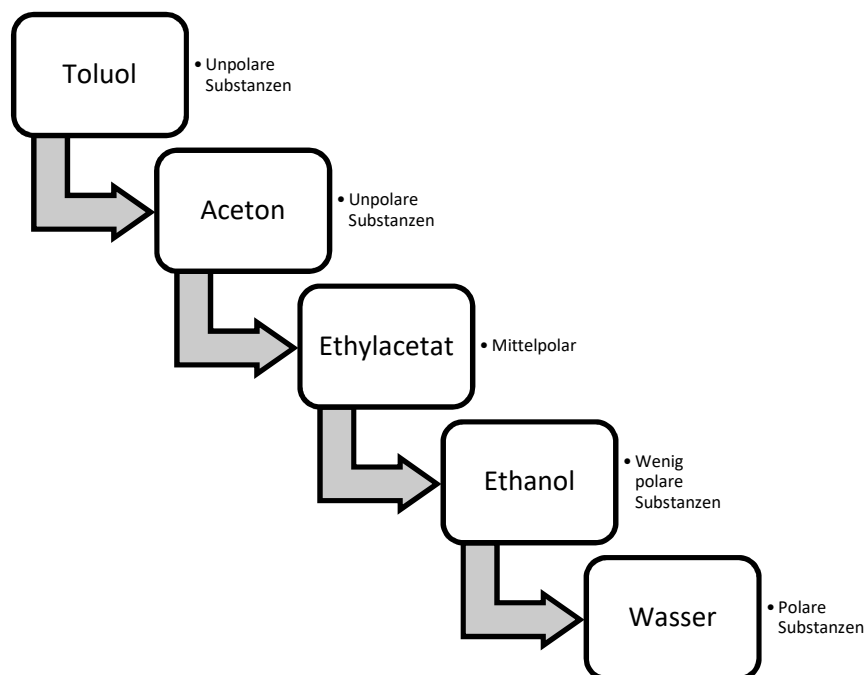 Toluol
• Unpolare
Substanzen
Aceton
• Unpolare
Substanzen
Ethylacetat
• Mittelpolar
Ethanol
• Wenig
polare
Substanzen
Wasser
• Polare
Substanzen